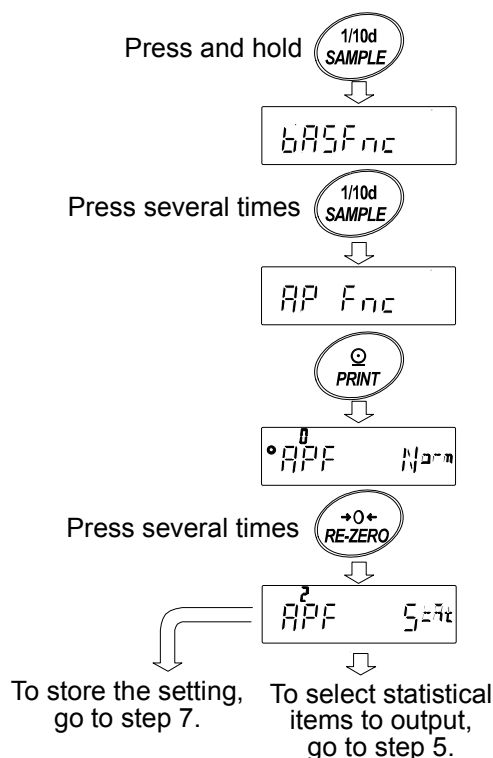 Press and hold
1/10d
SAMPLE
bASFnc
Press several times
1/10d
SAMPLE
AP Fnc
PRINT
0
APF Norm
Press several times
→0←
RE-ZERO
2
APF StAt
To store the setting,
go to step 7.
To select statistical
items to output,
go to step 5.